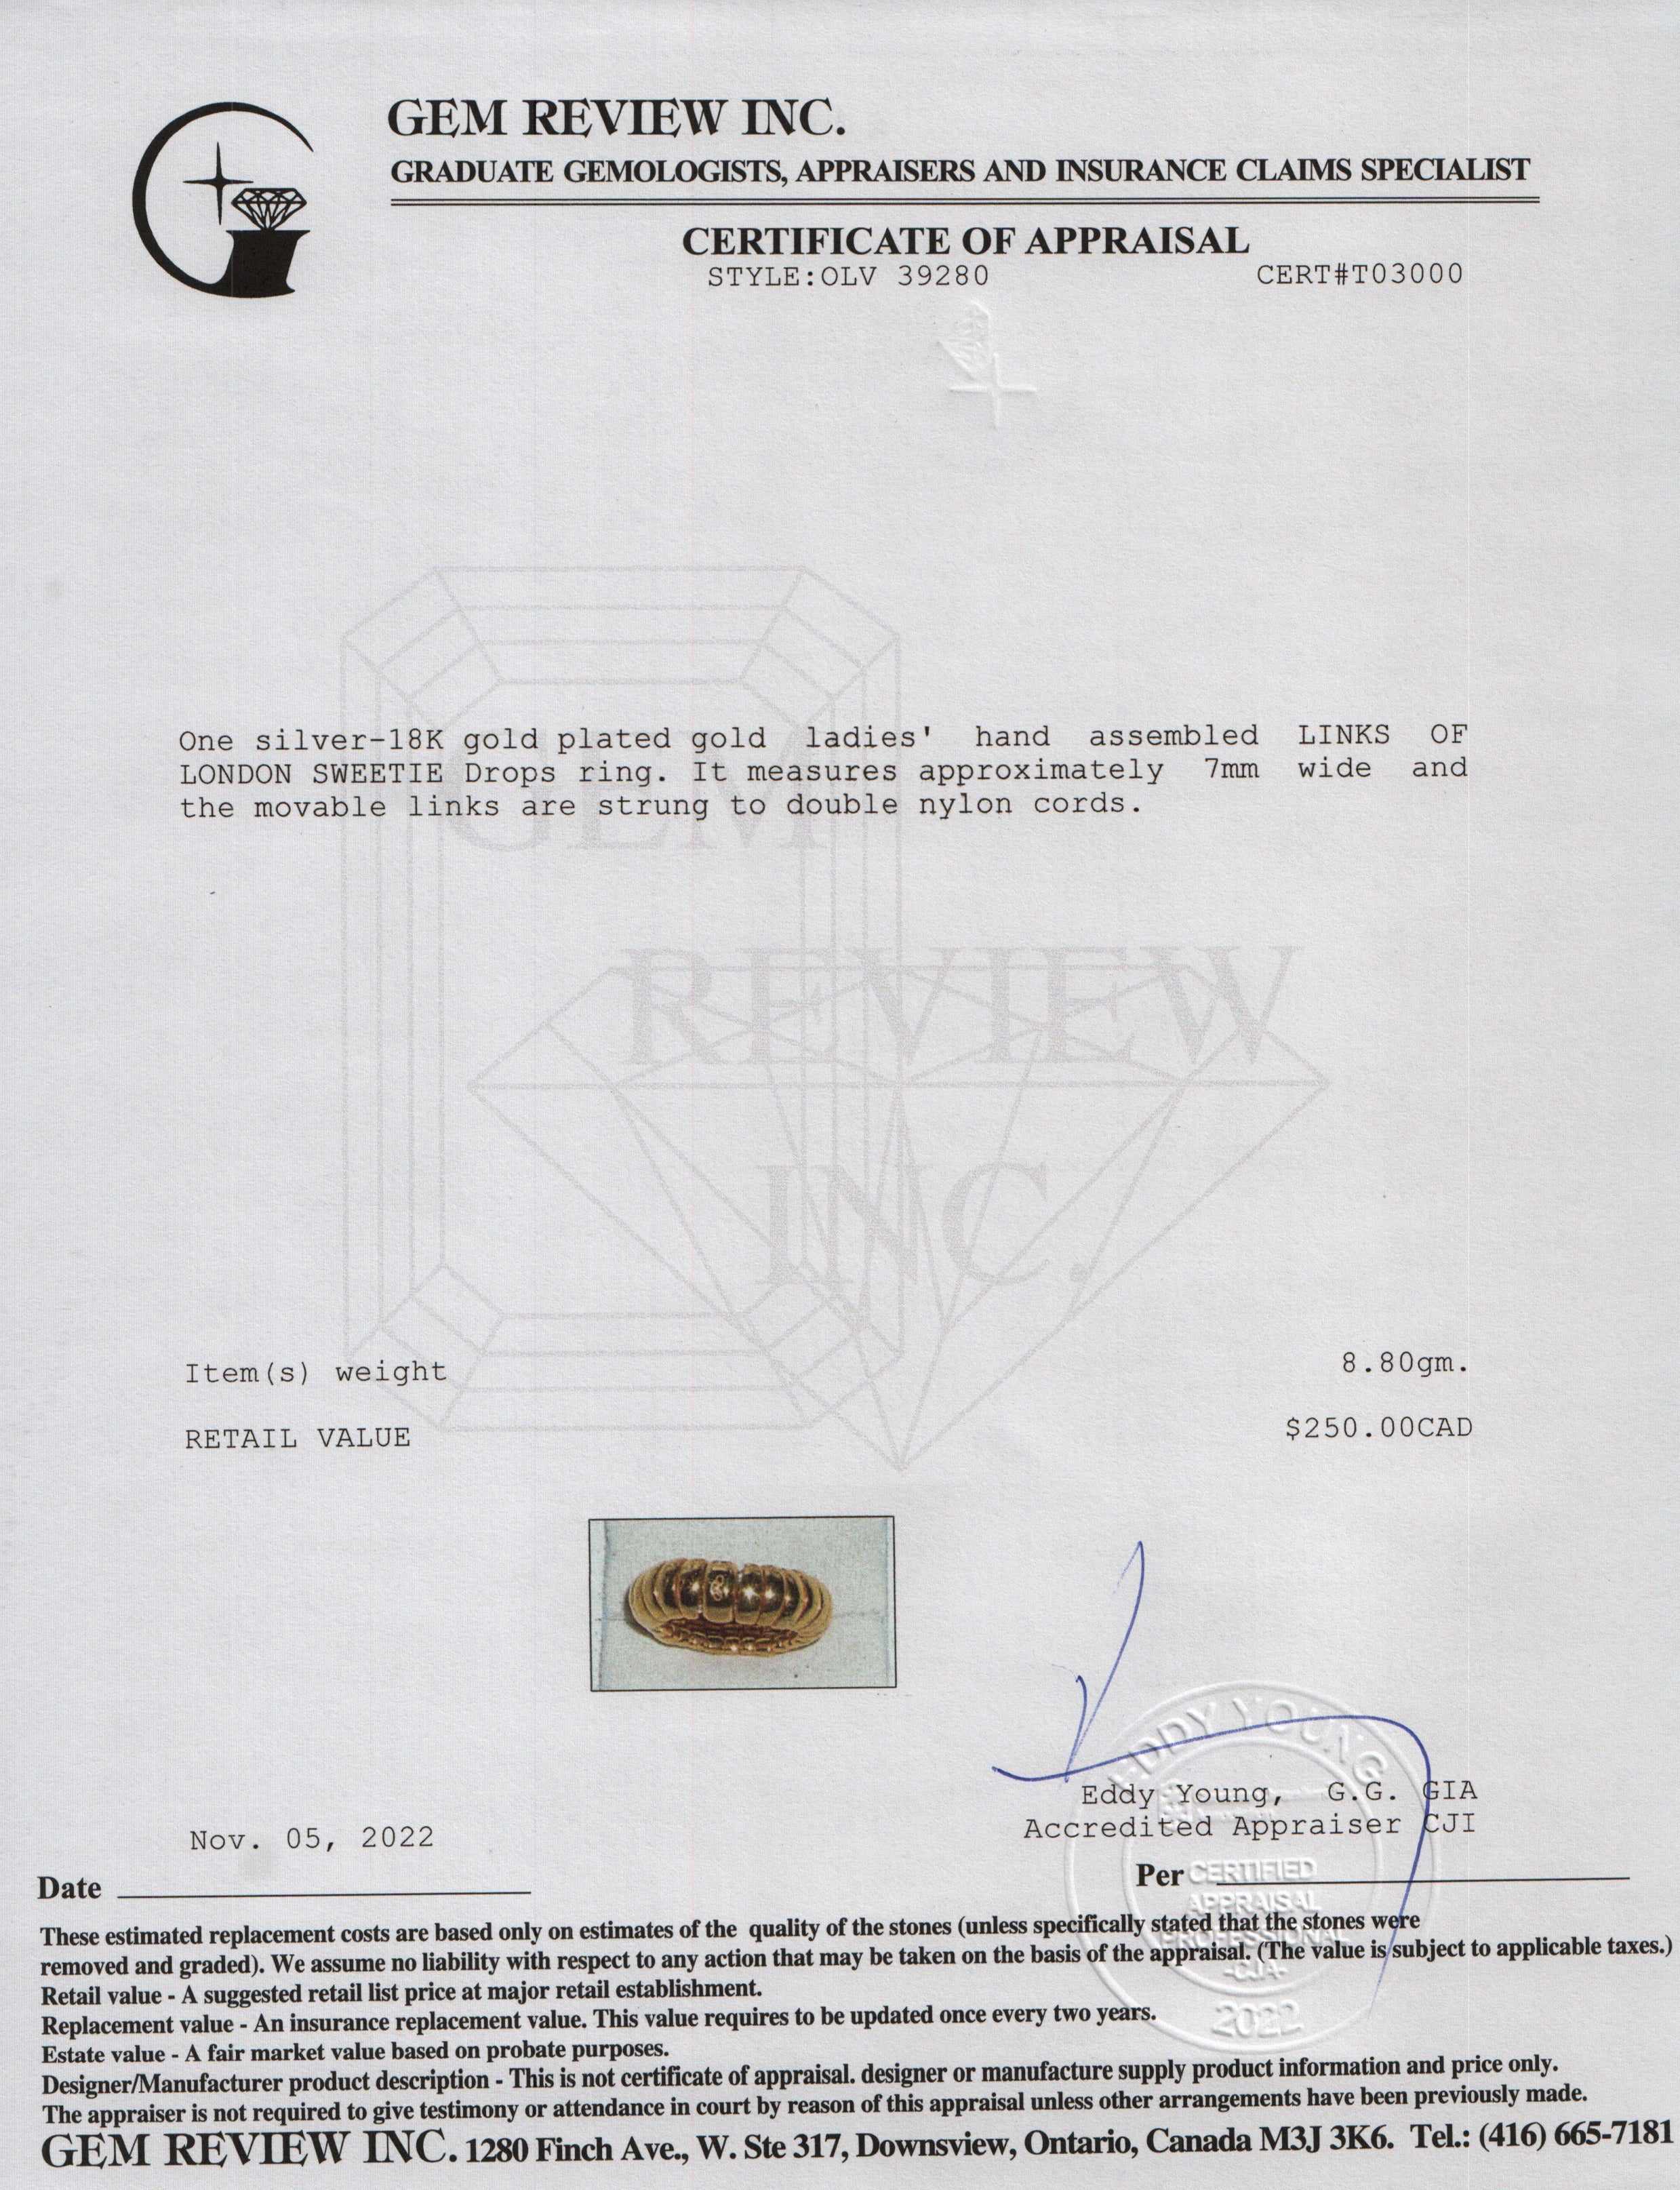 GEM REVIEW INC.
GRADUATE GEMOLOGISTS, APPRAISERS AND INSURANCE CLAIMS SPECIALIST
CERTIFICATE OF APPRAISAL
STYLE:OLV 39280 CERT#T03000
One silver-18K gold plated gold ladies' hand assembled LINKS OF
LONDON SWEETIE Drops ring. It measures approximately 7mm wide and
the movable links are strung to double nylon cords.
GEM
REVIEW
INC.
Item(s) weight 8.80gm.
RETAIL VALUE $250.00CAD
EDDY YOUNG
Eddy Young, G.G. GIA
Accredited Appraiser CJI
Nov. 05, 2022
Date
Per
CERTIFIED
APPRAISAL
PROFESSIONAL
-CJA-
2022
These estimated replacement costs are based only on estimates of the quality of the stones (unless specifically stated that the stones were
removed and graded). We assume no liability with respect to any action that may be taken on the basis of the appraisal. (The value is subject to applicable taxes.)
Retail value - A suggested retail list price at major retail establishment.
Replacement value - An insurance replacement value. This value requires to be updated once every two years.
Estate value - A fair market value based on probate purposes.
Designer/Manufacturer product description - This is not certificate of appraisal. designer or manufacture supply product information and price only.
The appraiser is not required to give testimony or attendance in court by reason of this appraisal unless other arrangements have been previously made.
GEM REVIEW INC. 1280 Finch Ave., W. Ste 317, Downsview, Ontario, Canada M3J 3K6. Tel.: (416) 665-7181